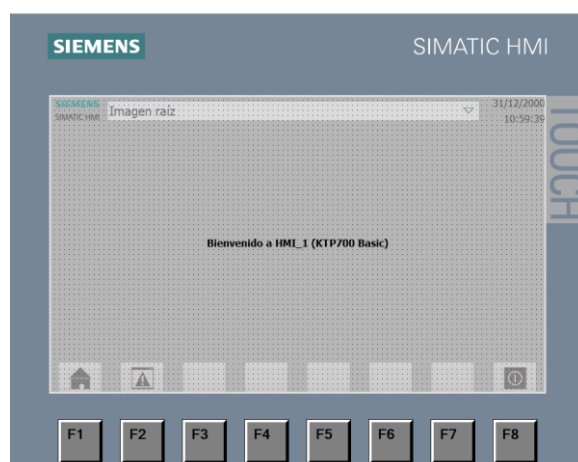 SIEMENS
SIMATIC HMI
SIEMENS
SIMATIC HMI
Imagen raíz
31/12/2000
10:59:39
TOUCH
Bienvenido a HMI_1 (KTP700 Basic)
F1 F2 F3 F4 F5 F6 F7 F8